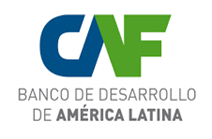 CAF
BANCO DE DESARROLLO
DE AMÉRICA LATINA